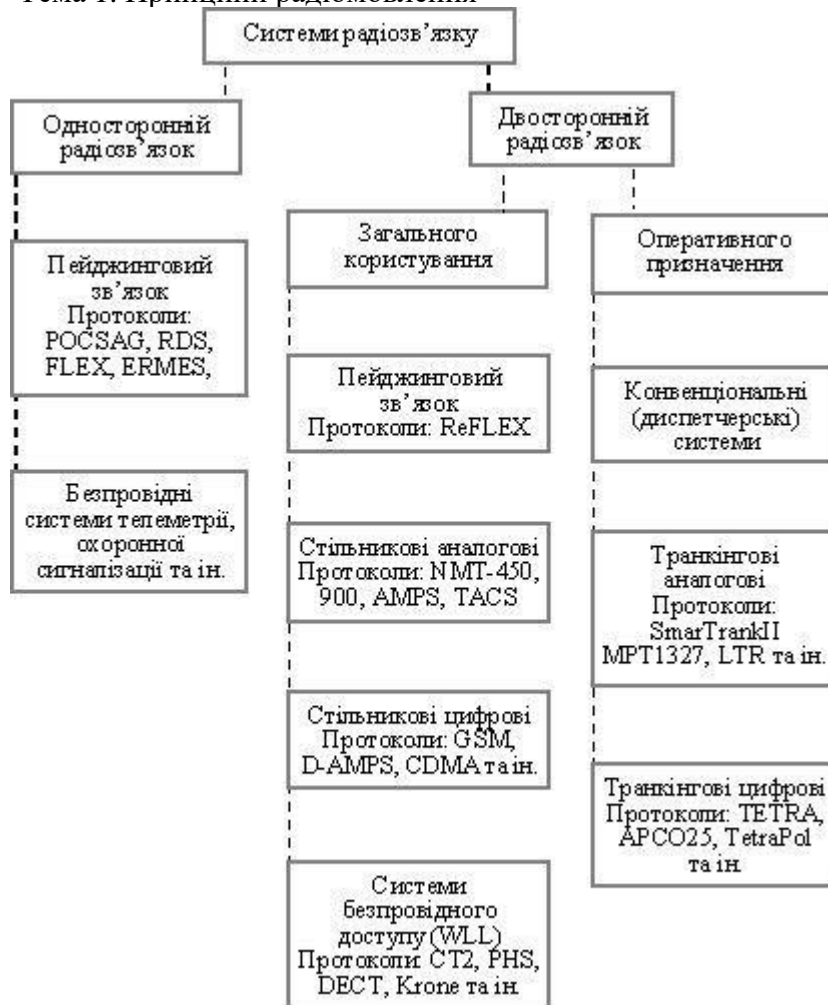 Тема 1. Принципи радіомовлення
Системи радіозв’язку
Односторонній
радіозв’язок
Двосторонній
радіозв’язок
Пейджинговий
зв’язок
Протоколи:
POCSAG, RDS,
FLEX, ERMES,
Безпровідні
системи телеметрії,
охоронної
сигналізації та ін.
Загального
користування
Пейджинговий
зв’язок
Протоколи: ReFLEX
Стільникові аналогові
Протоколи: NMT-450,
900, AMPS, TACS
Стільникові цифрові
Протоколи: GSM,
D-AMPS, CDMA та ін.
Системи
безпровідного
доступу (WLL)
Протоколи: CT2, PHS,
DECT, Krone та ін
Оперативного
призначення
Конвенціональні
(диспетчерські)
системи
Транкінгові
аналогові
Протоколи:
SmarTrankII
MPT1327, LTR та ін.
Транкінгові цифрові
Протоколи: TETRA,
APCO25, TetraPol
та ін